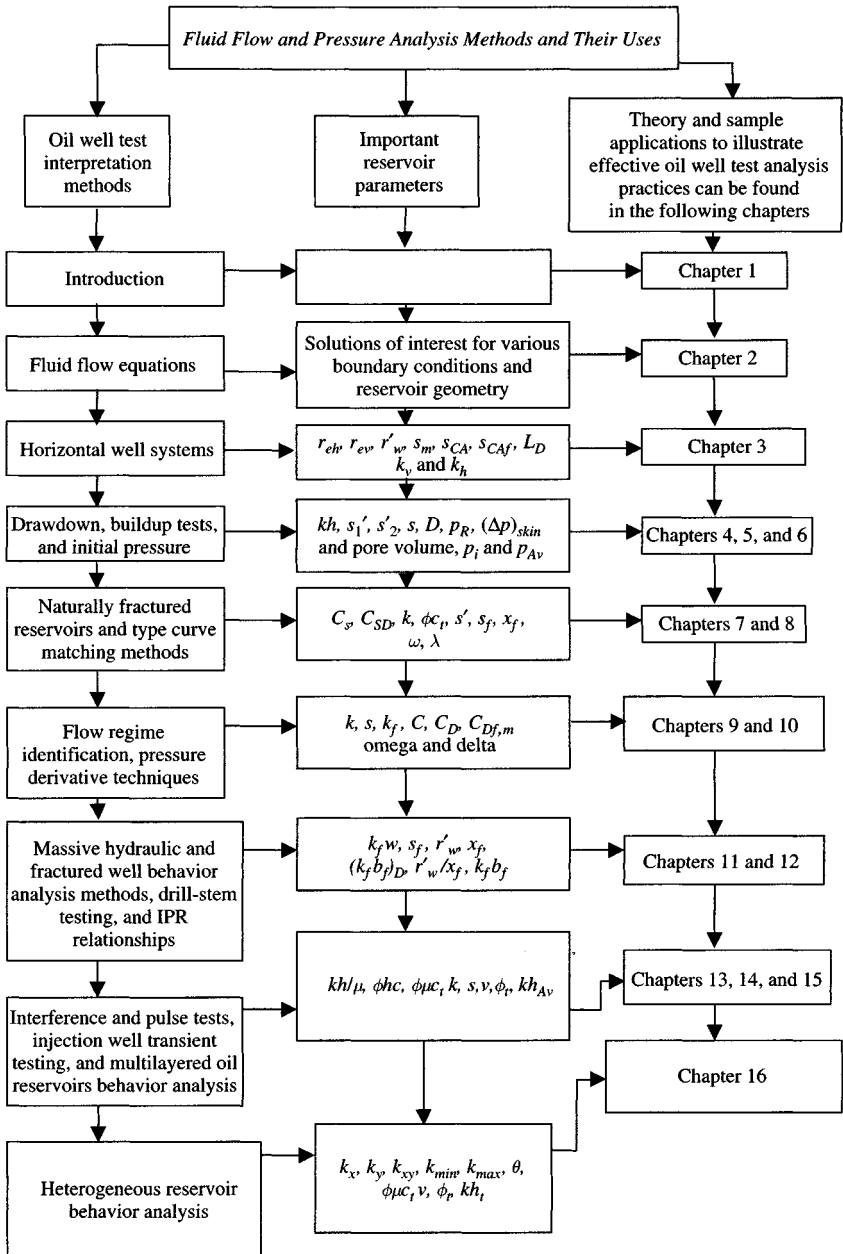 Fluid Flow and Pressure Analysis Methods and Their Uses
Oil well test
interpretation
methods
Important
reservoir
parameters
Theory and sample
applications to illustrate
effective oil well test analysis
practices can be found
in the following chapters
Introduction
Chapter 1
Fluid flow equations
Solutions of interest for various
boundary conditions and
reservoir geometry
Chapter 2
Horizontal well systems
r_eh, r_ev, r'_w, s_m, s_CA, s_CAf, L_D
k_v and k_h
Chapter 3
Drawdown, buildup tests,
and initial pressure
kh, s_1', s'_2, s, D, p_R, (Δp)_skin
and pore volume, p_i and p_Av
Chapters 4, 5, and 6
Naturally fractured
reservoirs and type curve
matching methods
C_s, C_SD, k, ϕc_t, s', s_f, x_f,
ω, λ
Chapters 7 and 8
Flow regime
identification, pressure
derivative techniques
k, s, k_f, C, C_D, C_Df,m
omega and delta
Chapters 9 and 10
Massive hydraulic and
fractured well behavior
analysis methods, drill-stem
testing, and IPR
relationships
k_f w, s_f, r'_w, x_f,
(k_f b_f)_D, r'_w/x_f, k_f b_f
Chapters 11 and 12
Interference and pulse tests,
injection well transient
testing, and multilayered oil
reservoirs behavior analysis
kh/μ, ϕhc, ϕμc_t k, s,v,ϕ_t, kh_Av
Chapters 13, 14, and 15
Heterogeneous reservoir
behavior analysis
k_x, k_y, k_xy, k_min, k_max, θ,
ϕμc_t v, ϕ_t, kh_t
Chapter 16